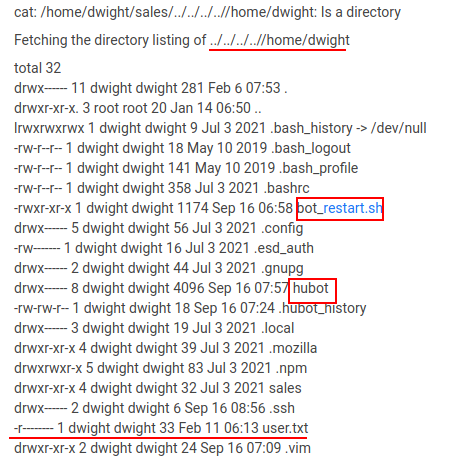 cat: /home/dwight/sales/../../../..//home/dwight: Is a directory
Fetching the directory listing of ../../../..//home/dwight
total 32
drwx------ 11 dwight dwight 281 Feb 6 07:53 .
drwxr-xr-x. 3 root root 20 Jan 14 06:50 ..
lrwxrwxrwx 1 dwight dwight 9 Jul 3 2021 .bash_history -> /dev/null
-rw-r--r-- 1 dwight dwight 18 May 10 2019 .bash_logout
-rw-r--r-- 1 dwight dwight 141 May 10 2019 .bash_profile
-rw-r--r-- 1 dwight dwight 358 Jul 3 2021 .bashrc
-rwxr-xr-x 1 dwight dwight 1174 Sep 16 06:58 bot_restart.sh
drwx------ 5 dwight dwight 56 Jul 3 2021 .config
-rw------- 1 dwight dwight 16 Jul 3 2021 .esd_auth
drwx------ 2 dwight dwight 44 Jul 3 2021 .gnupg
drwx------ 8 dwight dwight 4096 Sep 16 07:57 hubot
-rw-rw-r-- 1 dwight dwight 18 Sep 16 07:24 .hubot_history
drwx------ 3 dwight dwight 19 Jul 3 2021 .local
drwxr-xr-x 4 dwight dwight 39 Jul 3 2021 .mozilla
drwxrwxr-x 5 dwight dwight 83 Jul 3 2021 .npm
drwxr-xr-x 4 dwight dwight 32 Jul 3 2021 sales
drwx------ 2 dwight dwight 6 Sep 16 08:56 .ssh
-r-------- 1 dwight dwight 33 Feb 11 06:13 user.txt
drwxr-xr-x 2 dwight dwight 24 Sep 16 07:09 .vim